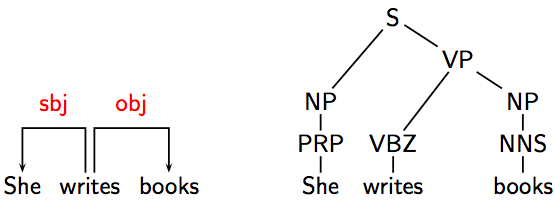 S
VP
sbj obj
NP NP
PRP VBZ NNS
She writes books She writes books